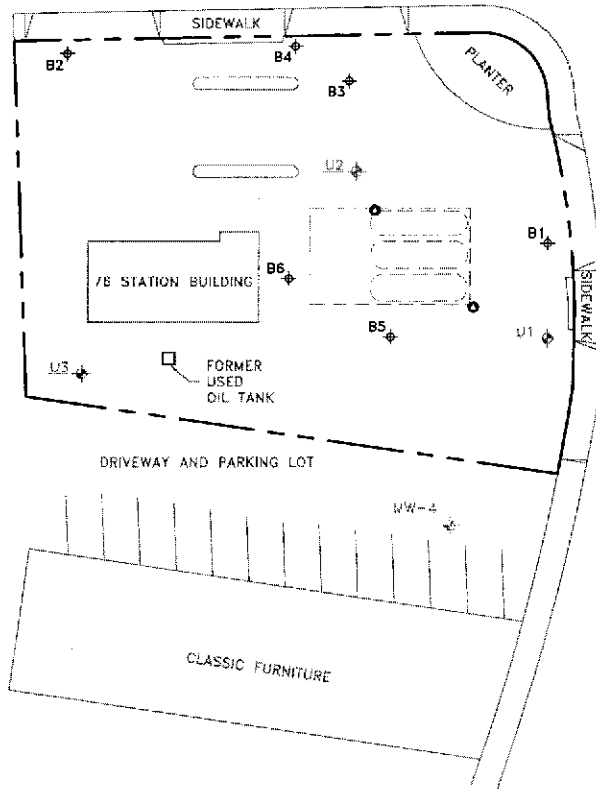 SIDEWALK
B2
B4
B3
PLANTER
U2
B1
76 STATION BUILDING
B6
SIDEWALK
B5
U1
U3
FORMER
USED
OIL TANK
DRIVEWAY AND PARKING LOT
MW-4
CLASSIC FURNITURE